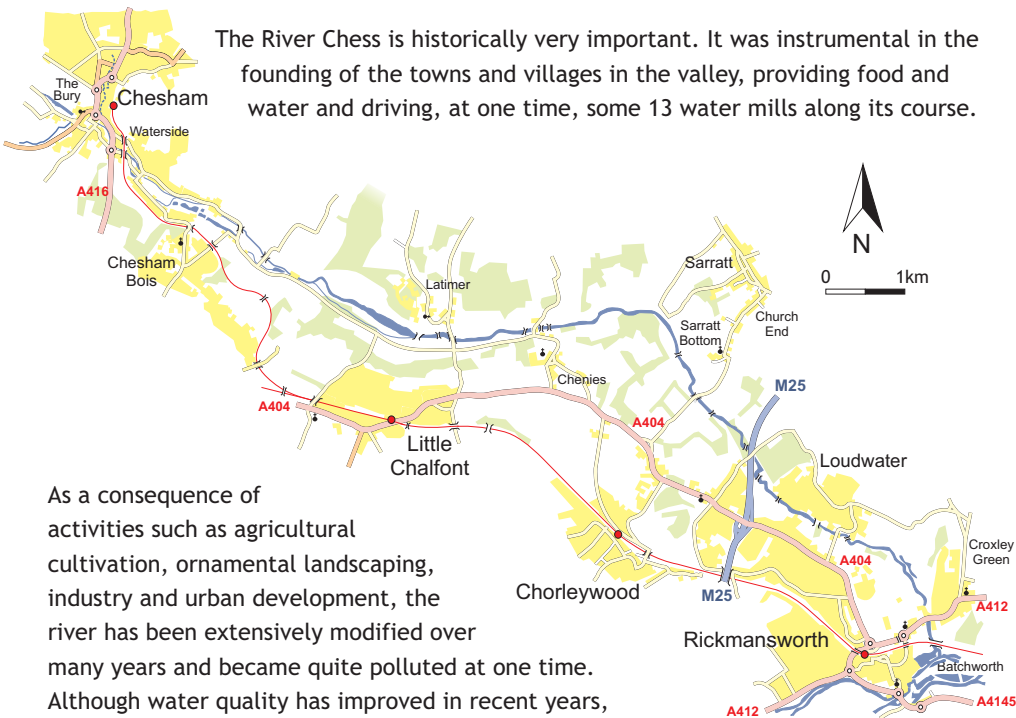 The River Chess is historically very important. It was instrumental in the
founding of the towns and villages in the valley, providing food and
water and driving, at one time, some 13 water mills along its course.
The
Bury
Chesham
Waterside
A416
Chesham
Bois
Latimer
Sarratt
Sarratt
Bottom
Church
End
N
0 1km
Chenies
M25
A404
A404
Little
Chalfont
Loudwater
As a consequence of
activities such as agricultural
cultivation, ornamental landscaping,
industry and urban development, the
river has been extensively modified over
many years and became quite polluted at one time.
Although water quality has improved in recent years,
Chorleywood
M25
A404
Croxley
Green
A412
Rickmansworth
Batchworth
A412
A4145